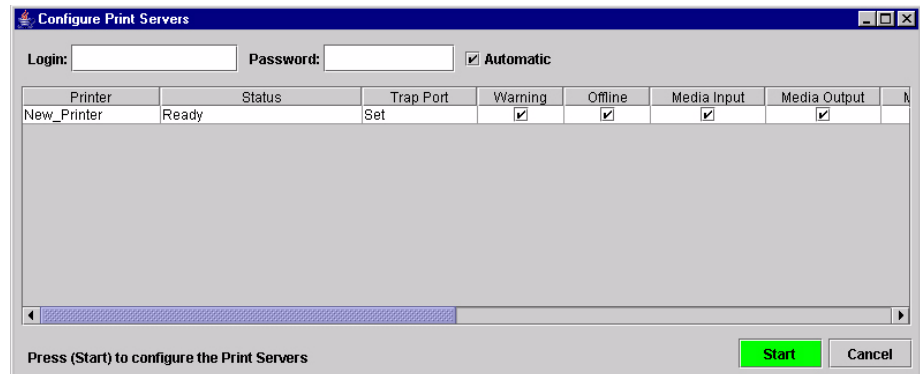 Configure Print Servers
Login: Password: Automatic
Printer Status Trap Port Warning Offline Media Input Media Output
New_Printer Ready Set
Press (Start) to configure the Print Servers Start Cancel